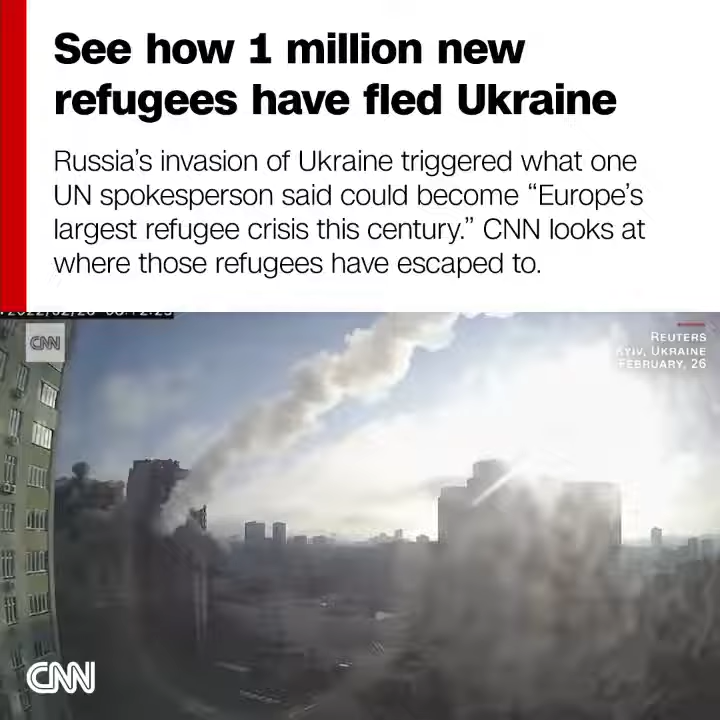 See how 1 million new
refugees have fled Ukraine
Russia’s invasion of Ukraine triggered what one
UN spokesperson said could become “Europe’s
largest refugee crisis this century.” CNN looks at
where those refugees have escaped to.
CNN
REUTERS
KYIV, UKRAINE
FEBRUARY, 26
CNN